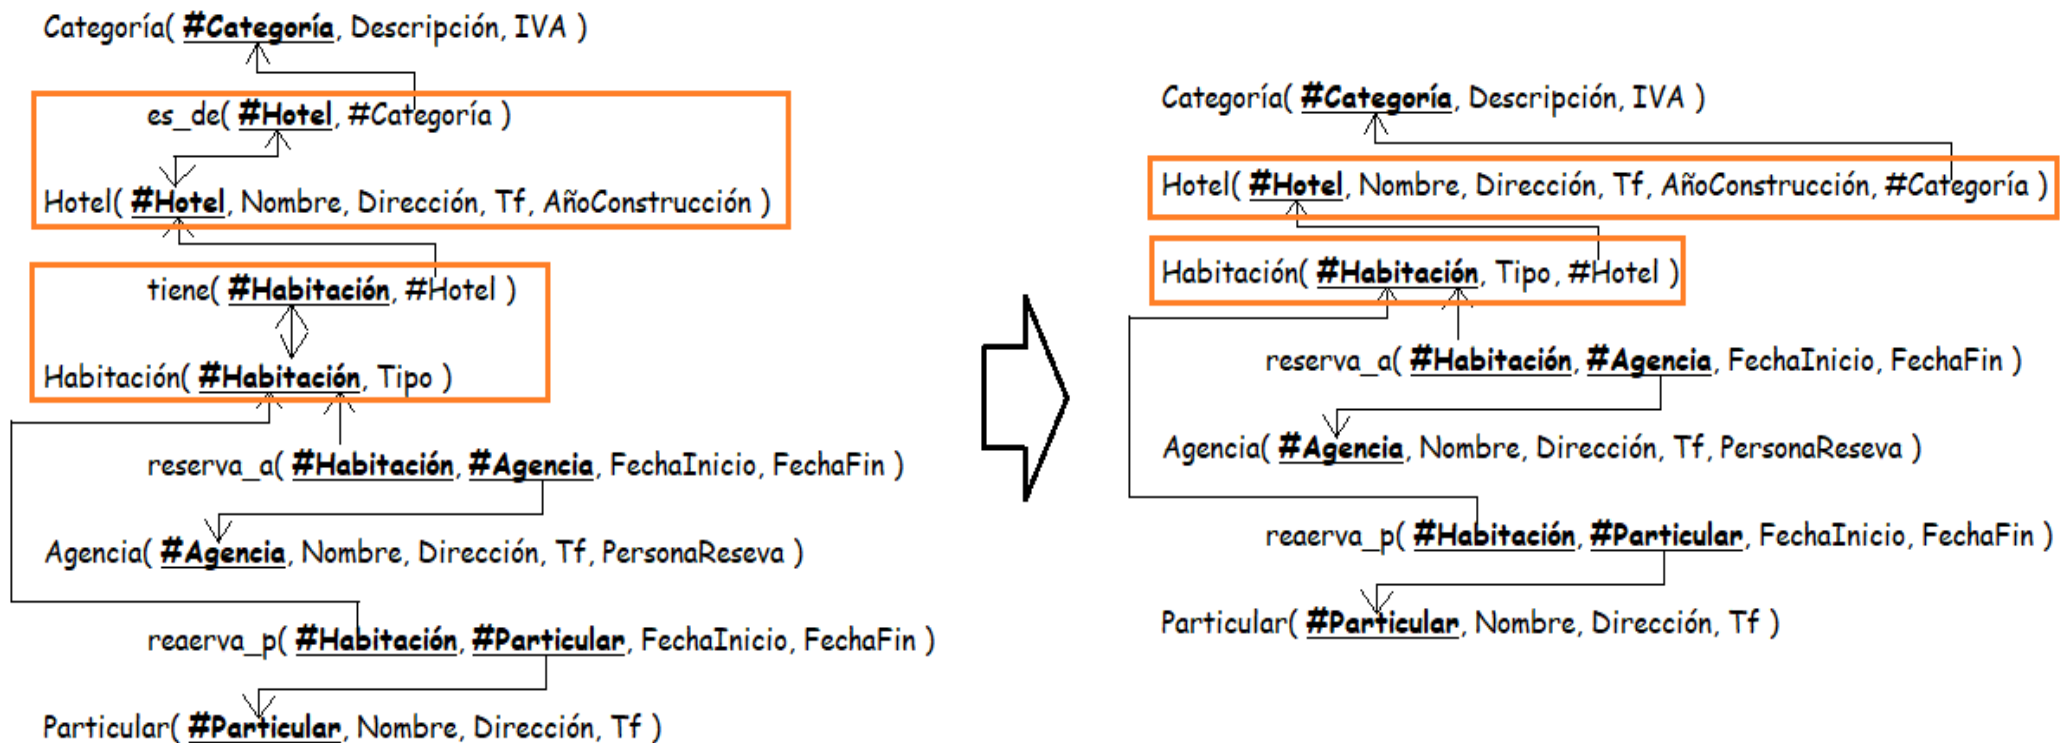 Categoría( #Categoría, Descripción, IVA )
es_de( #Hotel, #Categoría )
Hotel( #Hotel, Nombre, Dirección, Tf, AñoConstrucción )
tiene( #Habitación, #Hotel )
Habitación( #Habitación, Tipo )
reserva_a( #Habitación, #Agencia, FechaInicio, FechaFin )
Agencia( #Agencia, Nombre, Dirección, Tf, PersonaReseva )
reaerva_p( #Habitación, #Particular, FechaInicio, FechaFin )
Particular( #Particular, Nombre, Dirección, Tf )
Categoría( #Categoría, Descripción, IVA )
Hotel( #Hotel, Nombre, Dirección, Tf, AñoConstrucción, #Categoría )
Habitación( #Habitación, Tipo, #Hotel )
reserva_a( #Habitación, #Agencia, FechaInicio, FechaFin )
Agencia( #Agencia, Nombre, Dirección, Tf, PersonaReseva )
reaerva_p( #Habitación, #Particular, FechaInicio, FechaFin )
Particular( #Particular, Nombre, Dirección, Tf )